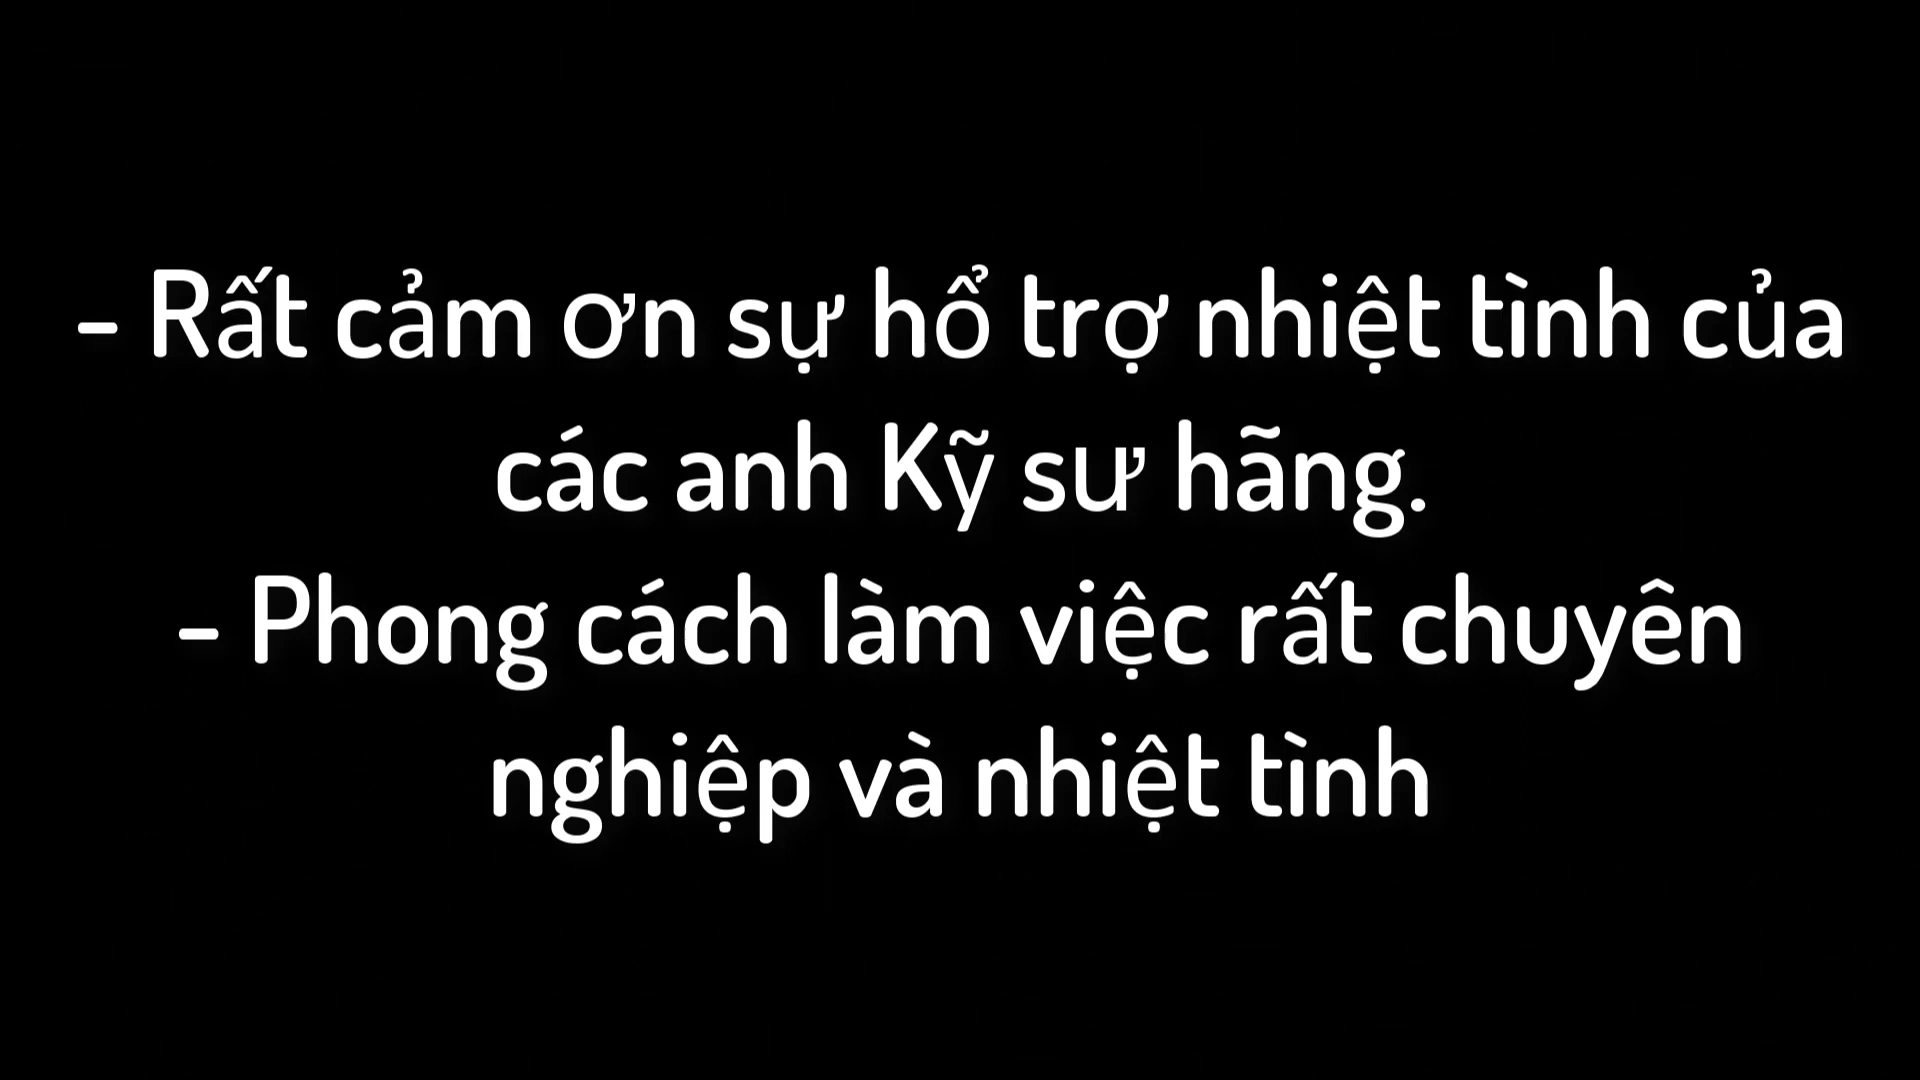 - Rất cảm ơn sự hổ trợ nhiệt tình của
các anh Kỹ sư hãng.
- Phong cách làm việc rất chuyên
nghiệp và nhiệt tình